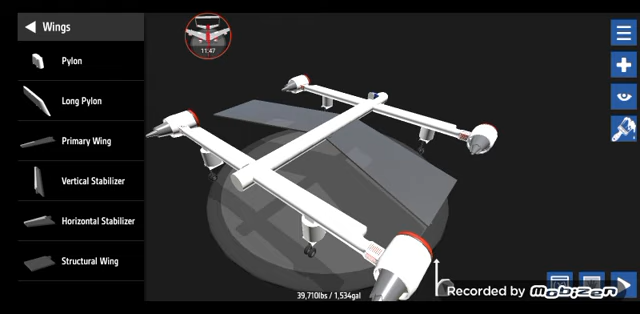 Wings
11:47
Pylon
Long Pylon
Primary Wing
Vertical Stabilizer
Horizontal Stabilizer
Structural Wing
39,710lbs / 1,534gal
Recorded by Mobizen